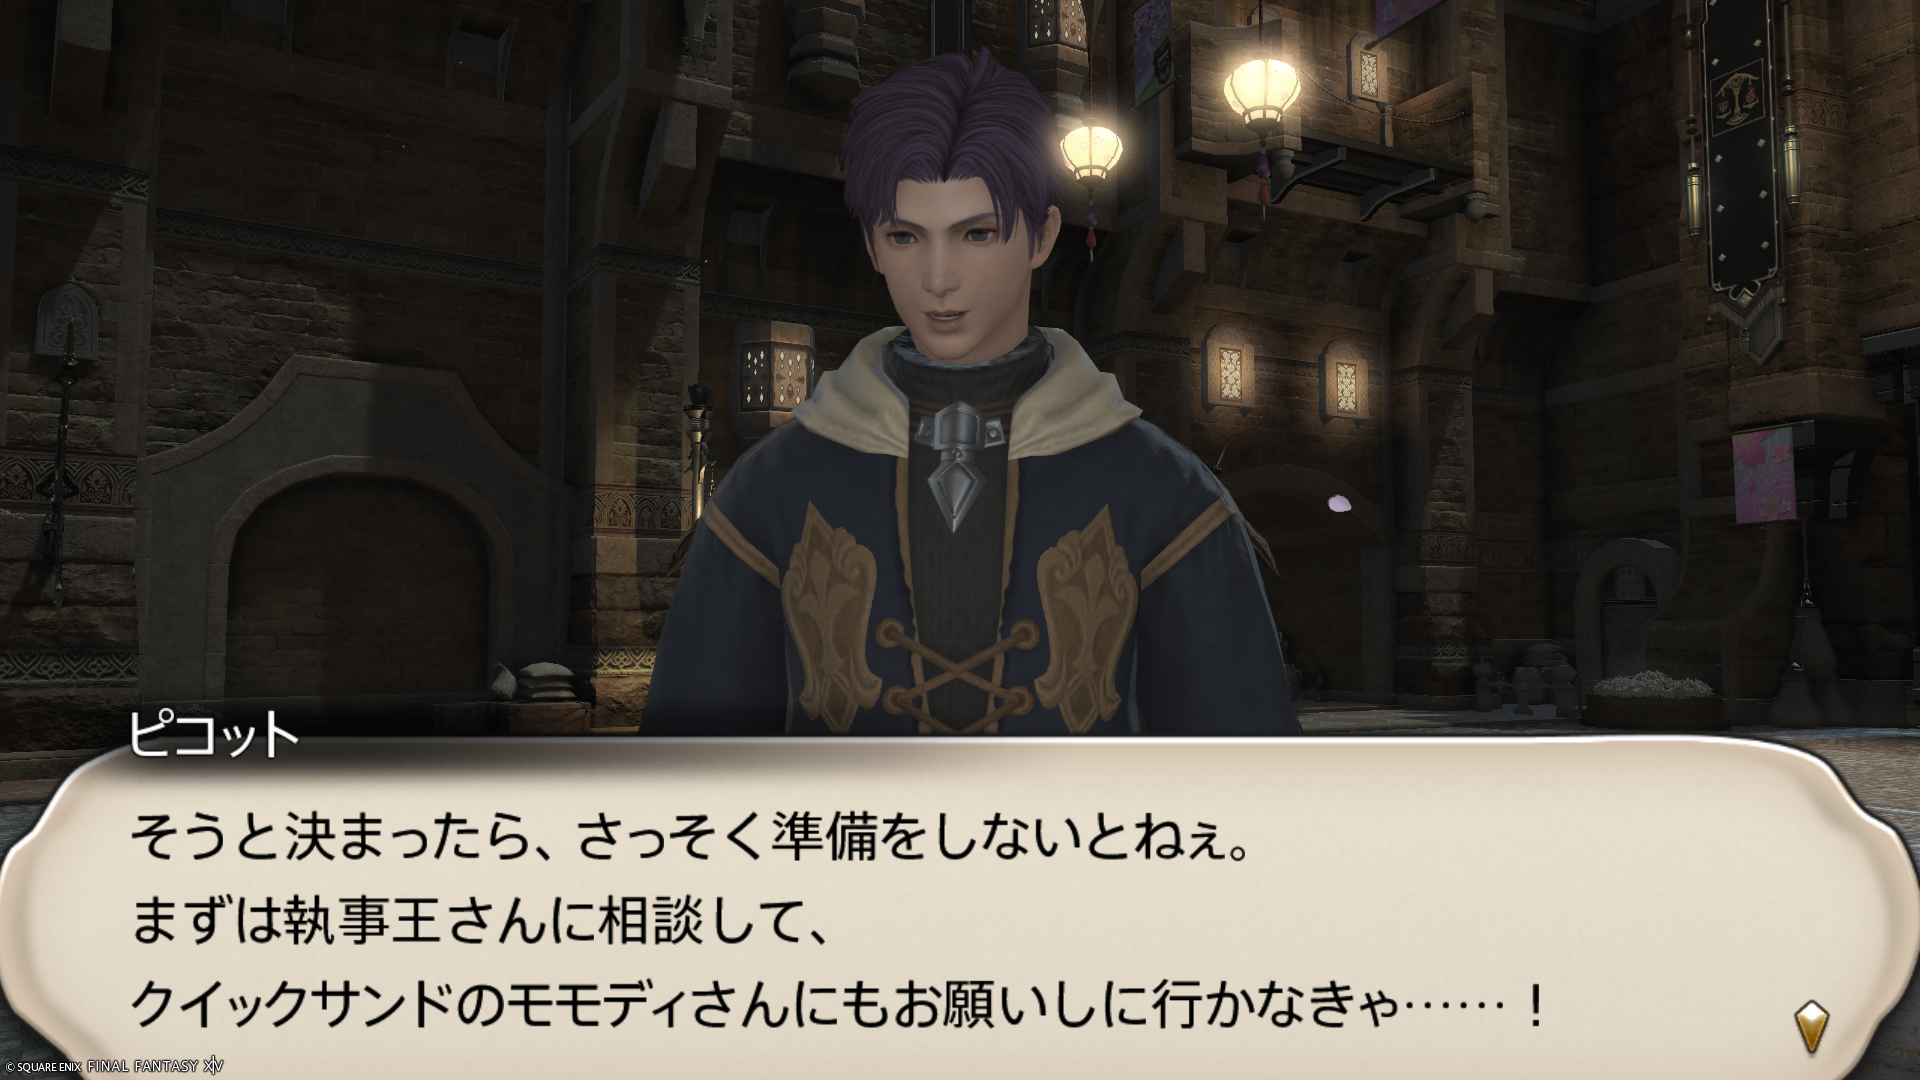 ピコット
そうと決まったら、さっそく準備をしないとねぇ。
まずは執事王さんに相談して、
クイックサンドのモモディさんにもお願いしに行かなきゃ……！
© SQUARE ENIX FINAL FANTASY XIV